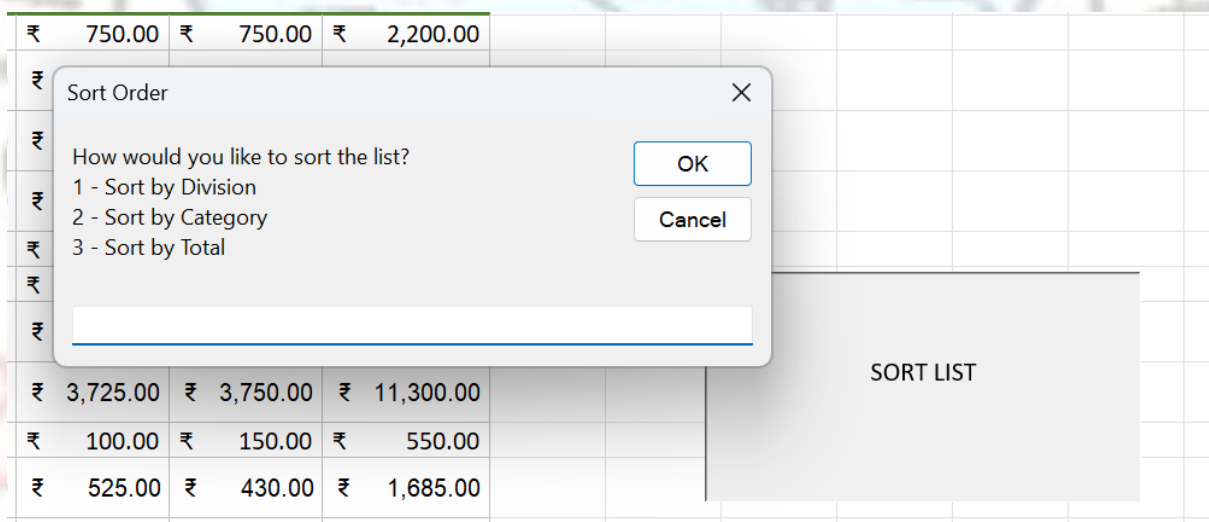 ₹ 750.00 ₹ 750.00 ₹ 2,200.00
₹
Sort Order
₹
How would you like to sort the list?
OK
1 - Sort by Division
₹
2 - Sort by Category
Cancel
₹
3 - Sort by Total
₹
₹
SORT LIST
₹ 3,725.00 ₹ 3,750.00 ₹ 11,300.00
₹ 100.00 ₹ 150.00 ₹ 550.00
₹ 525.00 ₹ 430.00 ₹ 1,685.00